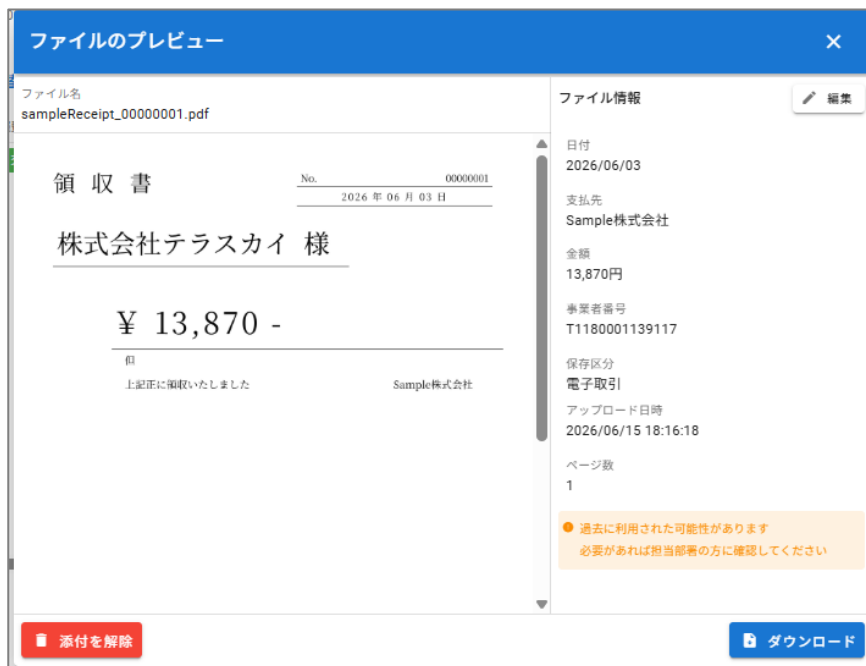 ファイルのプレビュー
ファイル名
sampleReceipt_00000001.pdf
領収書
No. 00000001
2026 年 06 月 03 日
株式会社テラスカイ 様
¥ 13,870 -
但
上記正に領収いたしました
Sample株式会社
ファイル情報
編集
日付
2026/06/03
支払先
Sample株式会社
金額
13,870円
事業者番号
T1180001139117
保存区分
電子取引
アップロード日時
2026/06/15 18:16:18
ページ数
1
過去に利用された可能性があります
必要があれば担当部署の方に確認してください
添付を解除
ダウンロード